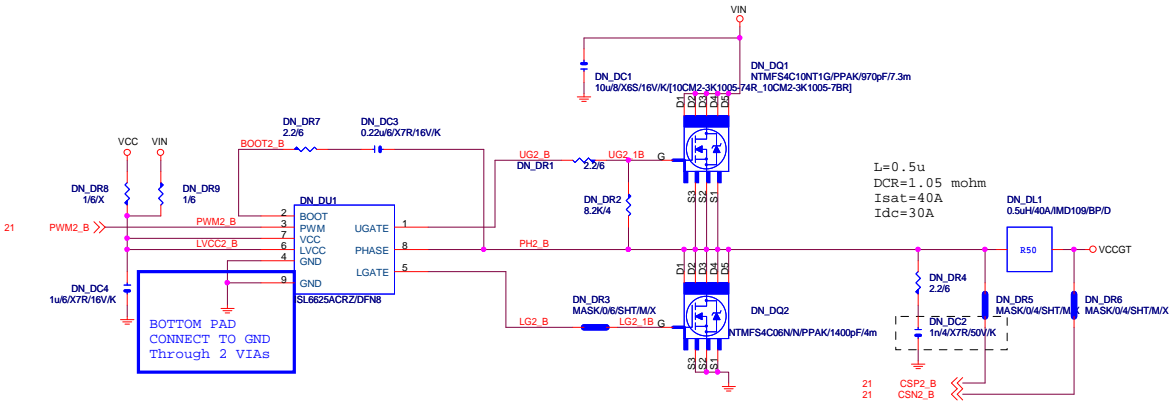 VIN
DN_DC1
10u/8/X6S/16V/K/[10CM2-3K1005-74R_10CM2-3K1005-7BR]
DN_DQ1
NTMFS4C10NT1G/PPAK/970pF/7.3m
D1
D2
D3
D4
D5
G
S3
S2
S1
DN_DR7
2.2/6
DN_DC3
0.22u/6/X7R/16V/K
BOOT2_B
VCC
VIN
DN_DR8
1/6/X
DN_DR9
1/6
UG2_B
UG2_1B
DN_DR1
2.2/6
DN_DR2
8.2K/4
L=0.5u
DCR=1.05 mohm
Isat=40A
Idc=30A
DN_DL1
0.5uH/40A/IMD109/BP/D
R50
VCCGT
21
PWM2_B
PWM2_B
LVCC2_B
DN_DU1
2
BOOT
3
PWM
7
VCC
6
LVCC
4
GND
9
GND
UGATE
1
PHASE
8
LGATE
5
SL6625ACRZ/DFN8
PH2_B
DN_DC4
1u/6/X7R/16V/K
BOTTOM PAD
CONNECT TO GND
Through 2 VIAs
LG2_B
DN_DR3
MASK/0/6/SHT/M/X
LG2_1B
D1
D2
D3
D4
D5
G
S3
S2
S1
DN_DQ2
NTMFS4C06N/N/PPAK/1400pF/4m
DN_DR4
2.2/6
DN_DC2
1n/4/X7R/50V/K
DN_DR5
MASK/0/4/SHT/M/X
DN_DR6
MASK/0/4/SHT/M/X
21
CSP2_B
21
CSN2_B